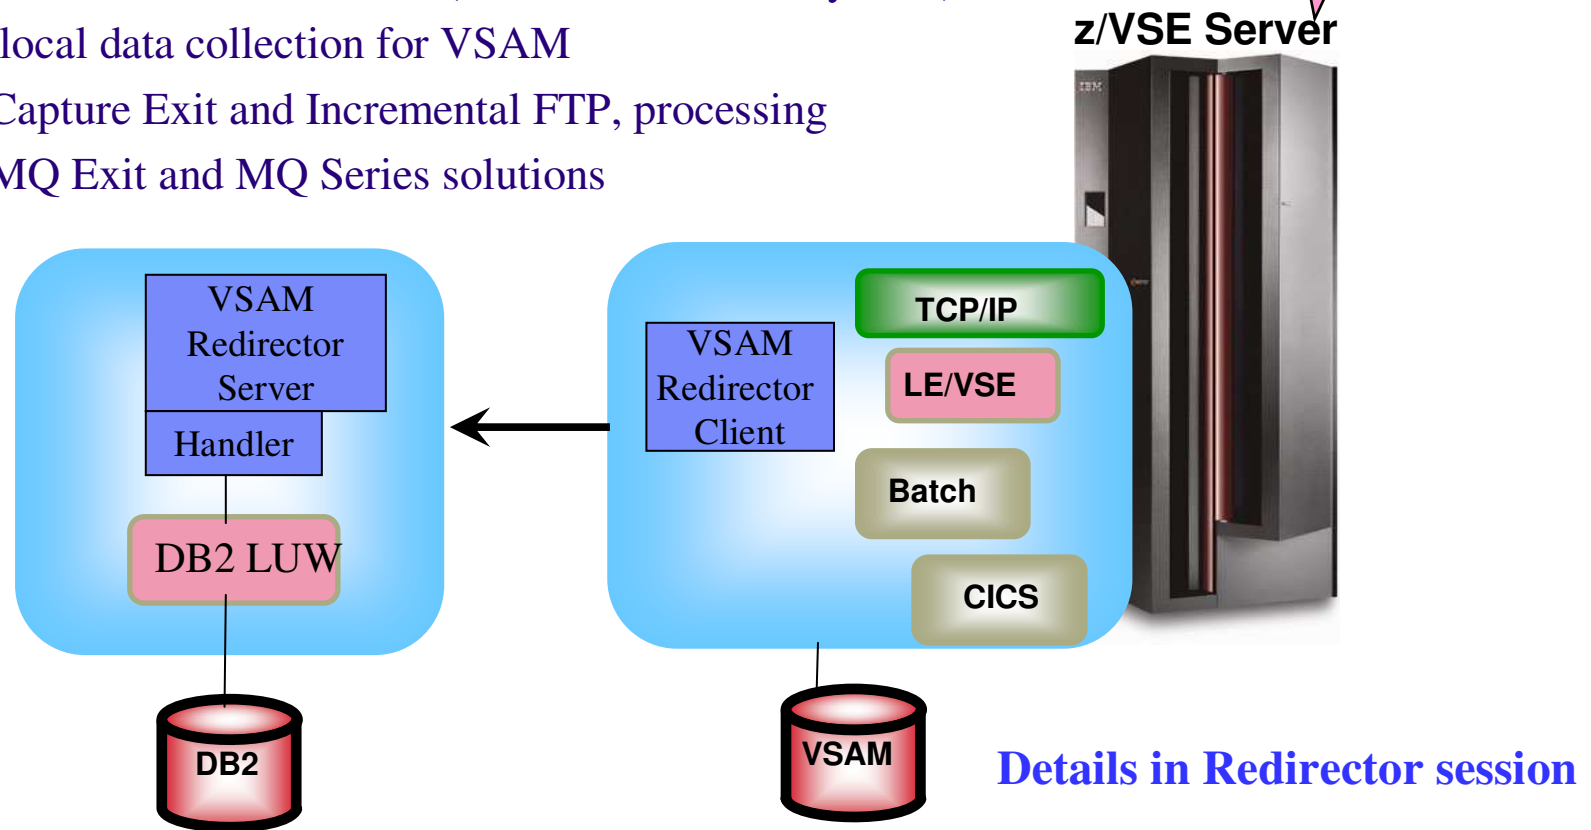 local data collection for VSAM
Capture Exit and Incremental FTP, processing
MQ Exit and MQ Series solutions
z/VSE Server
IBM
VSAM
Redirector
Server
Handler
DB2 LUW
DB2
VSAM
Redirector
Client
TCP/IP
LE/VSE
Batch
CICS
VSAM
Details in Redirector session